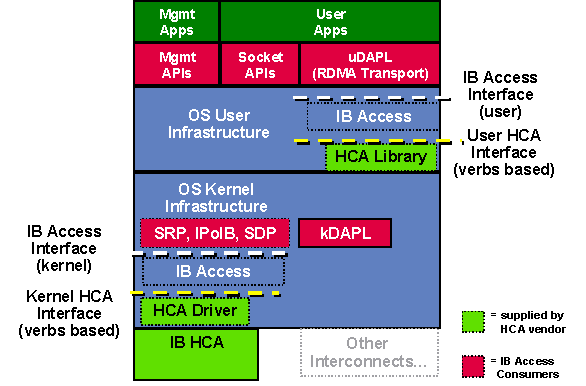 Mgmt
Apps
User
Apps
Mgmt
APIs
Socket
APIs
uDAPL
(RDMA Transport)
IB Access
Interface
(user)
OS User
Infrastructure
IB Access
User HCA
Interface
(verbs based)
HCA Library
OS Kernel
Infrastructure
SRP, IPoIB, SDP
kDAPL
IB Access
Interface
(kernel)
IB Access
Kernel HCA
Interface
(verbs based)
HCA Driver
IB HCA
Other
Interconnects...
= supplied by
HCA vendor
= IB Access
Consumers